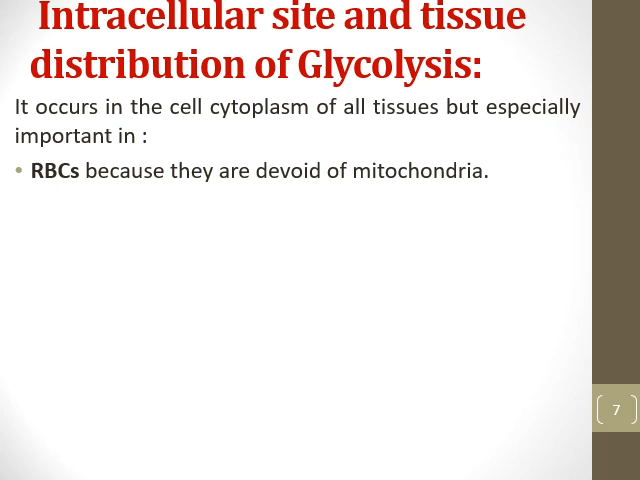 Intracellular site and tissue
distribution of Glycolysis:
It occurs in the cell cytoplasm of all tissues but especially
important in :
• RBCs because they are devoid of mitochondria.
7